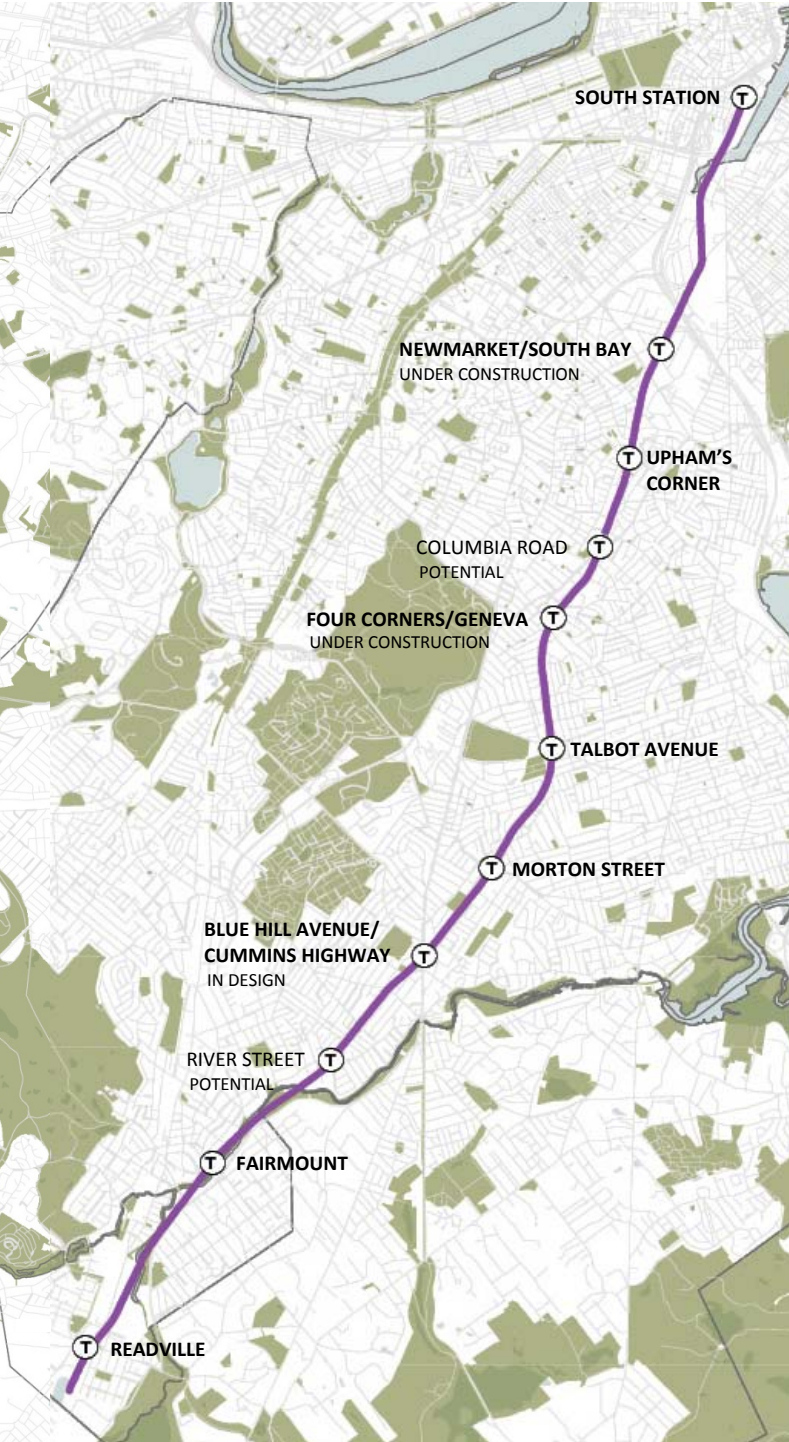 SOUTH STATION T
NEWMARKET/SOUTH BAY T
UNDER CONSTRUCTION
T UPHAM'S
CORNER
COLUMBIA ROAD T
POTENTIAL
FOUR CORNERS/GENEVA T
UNDER CONSTRUCTION
T TALBOT AVENUE
T MORTON STREET
BLUE HILL AVENUE/
CUMMINS HIGHWAY T
IN DESIGN
RIVER STREET T
POTENTIAL
T FAIRMOUNT
T READVILLE